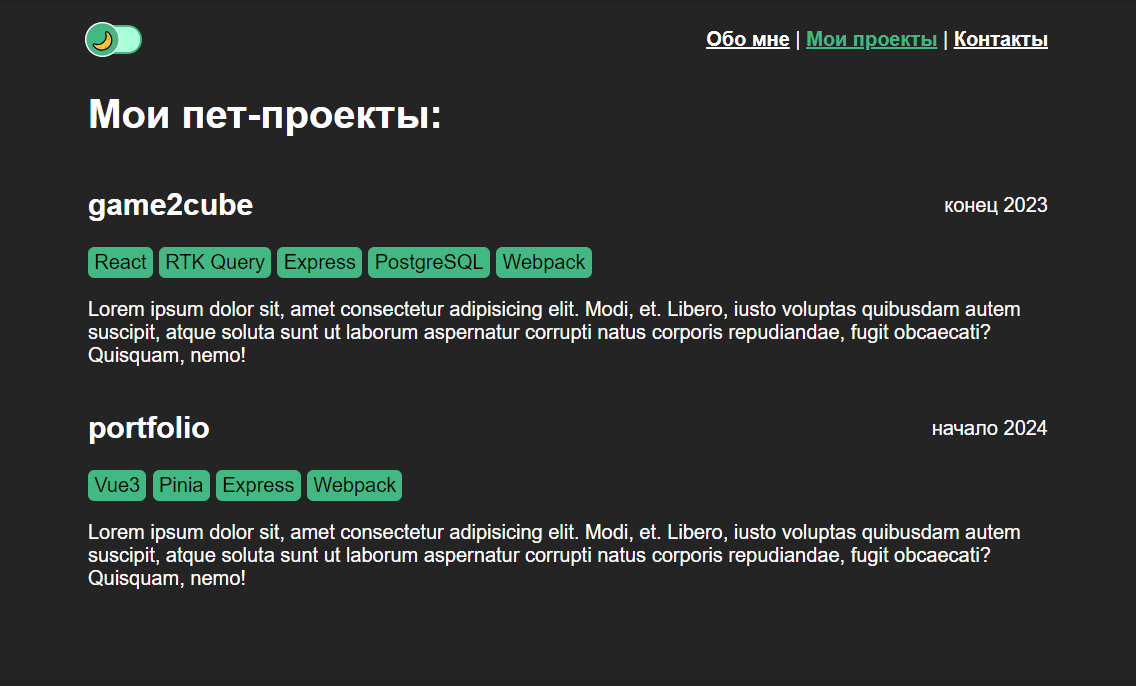 Обо мне | Мои проекты | Контакты
Мои пет-проекты:
game2cube
конец 2023
React RTK Query Express PostgreSQL Webpack
Lorem ipsum dolor sit, amet consectetur adipisicing elit. Modi, et. Libero, iusto voluptas quibusdam autem
suscipit, atque soluta sunt ut laborum aspernatur corrupti natus corporis repudiandae, fugit obcaecati?
Quisquam, nemo!
portfolio
начало 2024
Vue3 Pinia Express Webpack
Lorem ipsum dolor sit, amet consectetur adipisicing elit. Modi, et. Libero, iusto voluptas quibusdam autem
suscipit, atque soluta sunt ut laborum aspernatur corrupti natus corporis repudiandae, fugit obcaecati?
Quisquam, nemo!